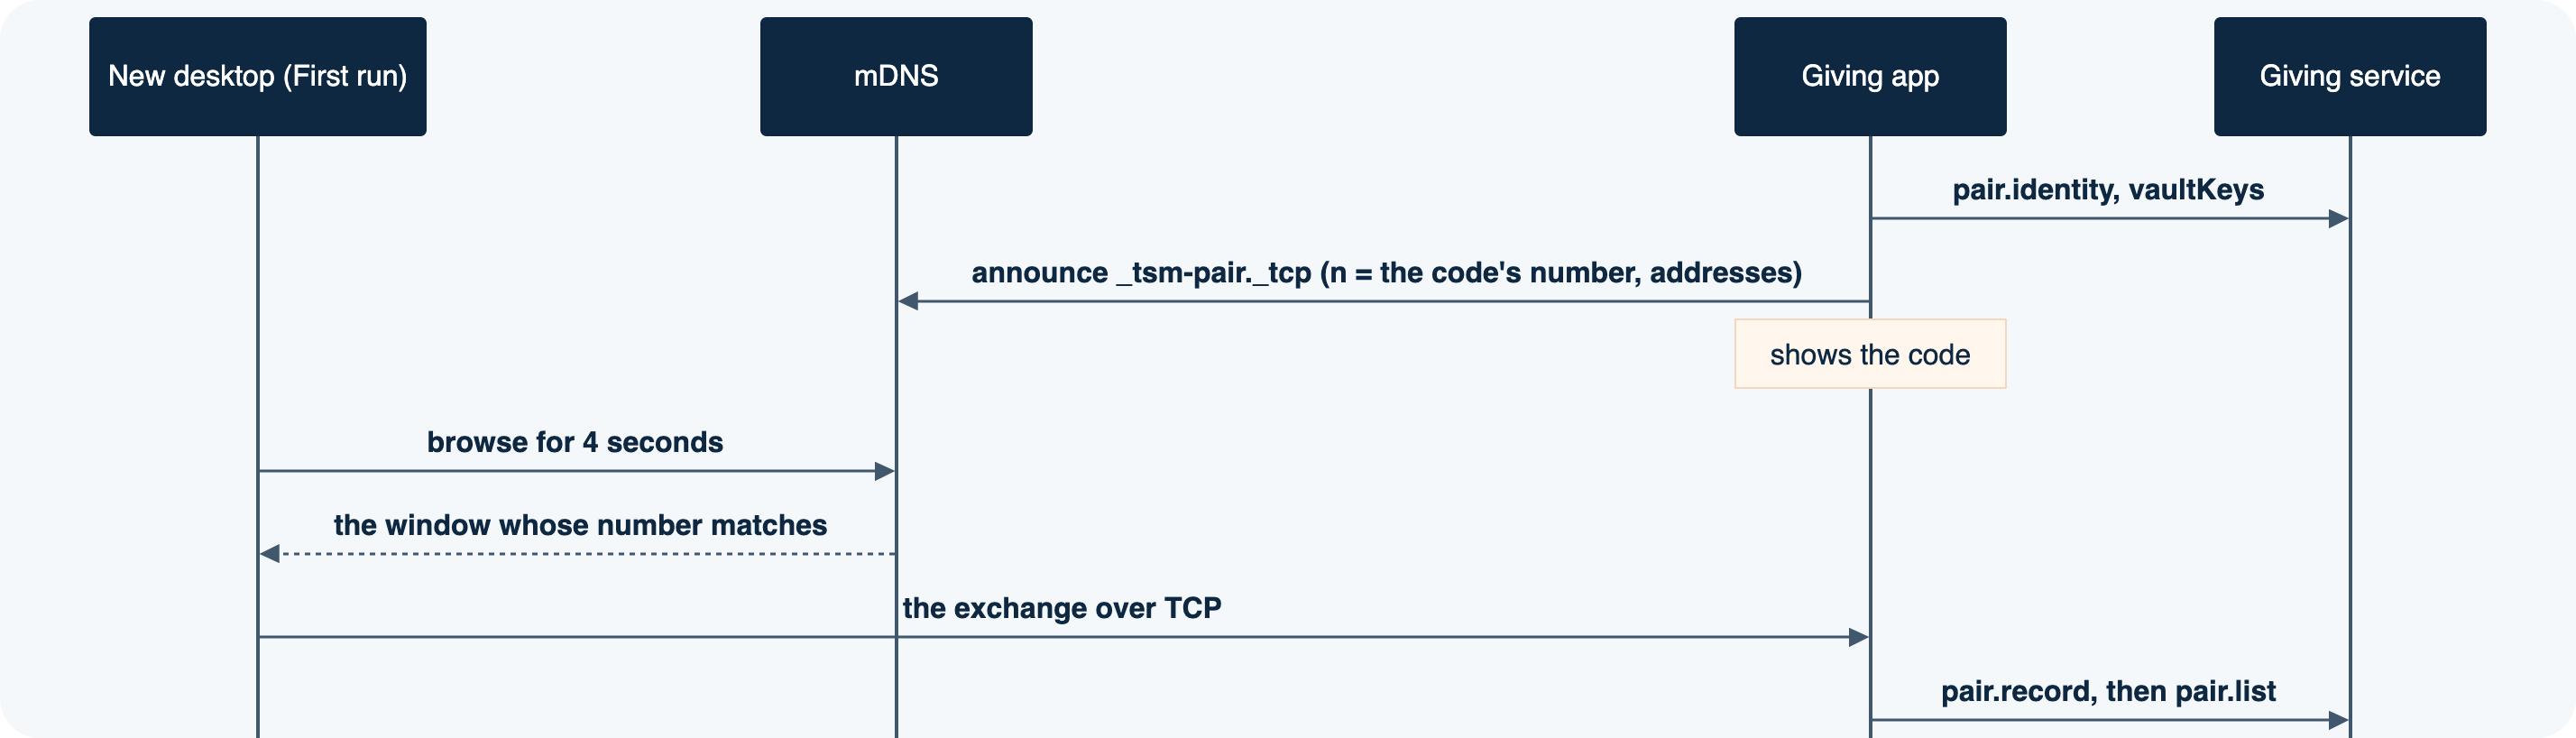 New desktop (First run)
mDNS
Giving app
Giving service
pair.identity, vaultKeys
announce _tsm-pair._tcp (n = the code's number, addresses)
shows the code
browse for 4 seconds
the window whose number matches
the exchange over TCP
pair.record, then pair.list